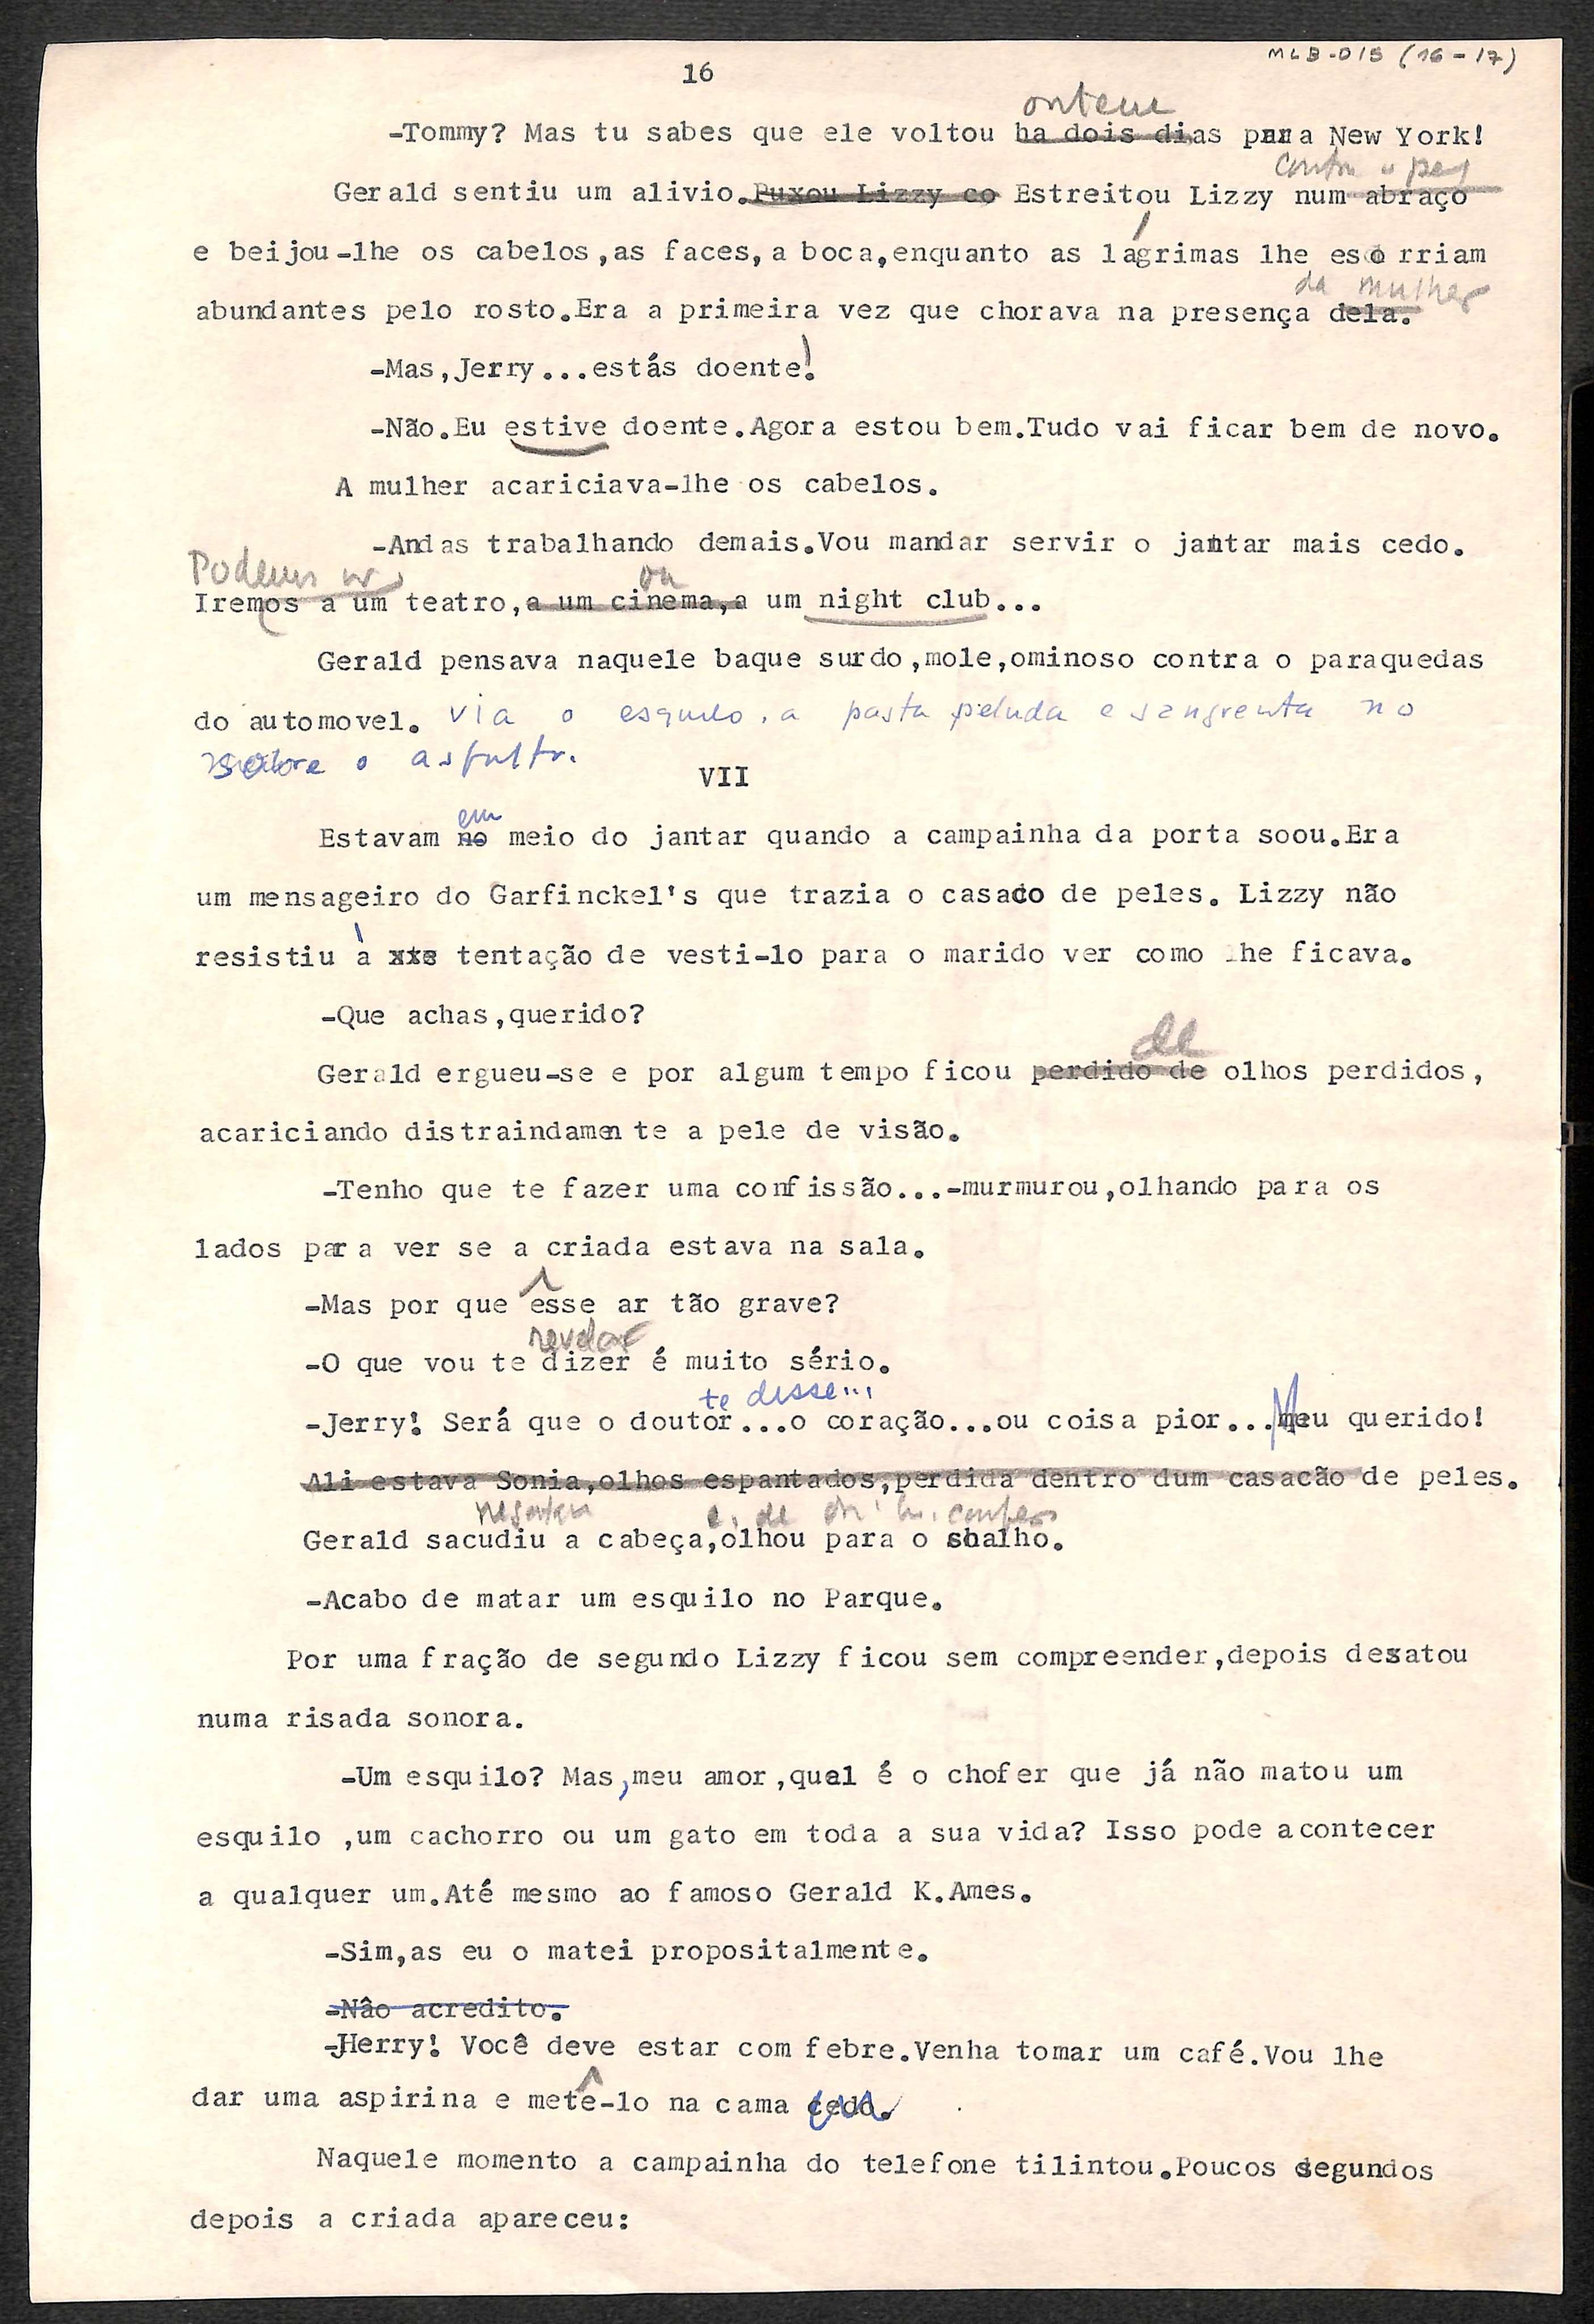 MLB-015 (16-17)
16
ontem
-Tommy? Mas tu sabes que ele voltou ha dois dias para New York!
contra o
Gerald sentiu um alivio.Puxou Lizzy co Estreitou Lizzy num abraço
e beijou-lhe os cabelos,as faces, a boca,enquanto as lágrimas lhe escorriam
da mulher
abundantes pelo rosto.Era a primeira vez que chorava na presença dela.
-Mas,Jerry...estás doente!
-Não.Eu estive doente.Agora estou bem.Tudo vai ficar bem de novo.
A mulher acariciava-lhe os cabelos.
-Andas trabalhando demais.Vou mandar servir o jantar mais cedo.
Podemos ir ou
Iremos a um teatro,a um cinema,a um night club...
Gerald pensava naquele baque surdo,mole,ominoso contra o paraquedas
do automovel. Via o esquilo, a pasta peluda e sangrenta no
sobre o asfalto.
VII
em
Estavam no meio do jantar quando a campainha da porta soou.Era
um mensageiro do Garfinckel's que trazia o casaco de peles. Lizzy não
resistiu à xxs tentação de vesti-lo para o marido ver como lhe ficava.
-Que achas,querido?
de
Gerald ergueu-se e por algum tempo ficou perdido de olhos perdidos,
acariciando distraindamente a pele de visão.
-Tenho que te fazer uma confissão...-murmurou,olhando para os
lados para ver se a criada estava na sala.
-Mas por que êsse ar tão grave?
revelar
-O que vou te dizer é muito sério.
te disse...
-Jerry! Será que o doutor...o coração...ou coisa pior...Meu querido!
Ali estava Sonia,olhos espantados,perdida dentro dum casacão de peles.
Gerald sacudiu a cabeça,olhou para o soalho.
-Acabo de matar um esquilo no Parque.
Por uma fração de segundo Lizzy ficou sem compreender,depois desatou
numa risada sonora.
-Um esquilo? Mas,meu amor,qual é o chofer que já não matou um
esquilo ,um cachorro ou um gato em toda a sua vida? Isso pode acontecer
a qualquer um.Até mesmo ao famoso Gerald K.Ames.
-Sim,as eu o matei propositalmente.
-Nâo acredito.
-Jerry! Você deve estar com febre.Venha tomar um café.Vou lhe
dar uma aspirina e metê-lo na cama cedo.
Naquele momento a campainha do telefone tilintou.Poucos segundos
depois a criada apareceu: